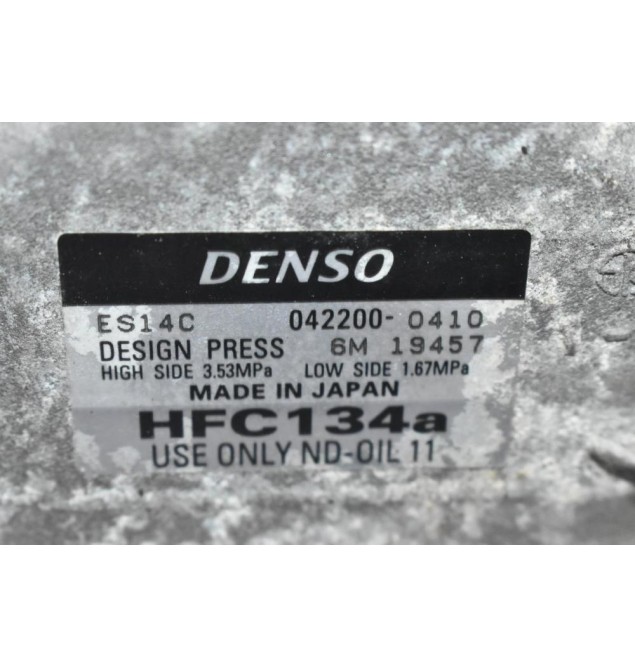 DENSO
ES14C 042200-0410
DESIGN PRESS 6M 19457
HIGH SIDE 3.53MPa LOW SIDE 1.67MPa
MADE IN JAPAN
HFC134a
USE ONLY ND-OIL 11